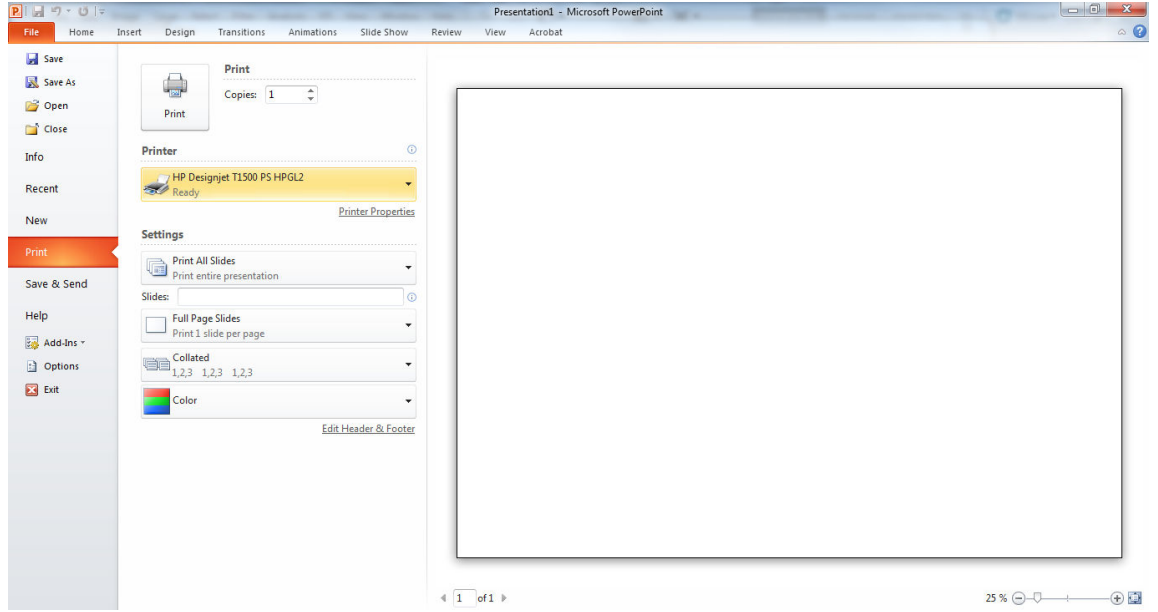 Presentation1 - Microsoft PowerPoint
File Home Insert Design Transitions Animations Slide Show Review View Acrobat
Save
Save As
Open
Close
Info
Recent
New
Print
Save & Send
Help
Add-Ins
Options
Exit
Print
Print
Copies: 1
Printer
HP Designjet T1500 PS HPGL2
Ready
Printer Properties
Settings
Print All Slides
Print entire presentation
Slides:
Full Page Slides
Print 1 slide per page
Collated
1,2,3 1,2,3 1,2,3
Color
Edit Header & Footer
1 of 1
25 %